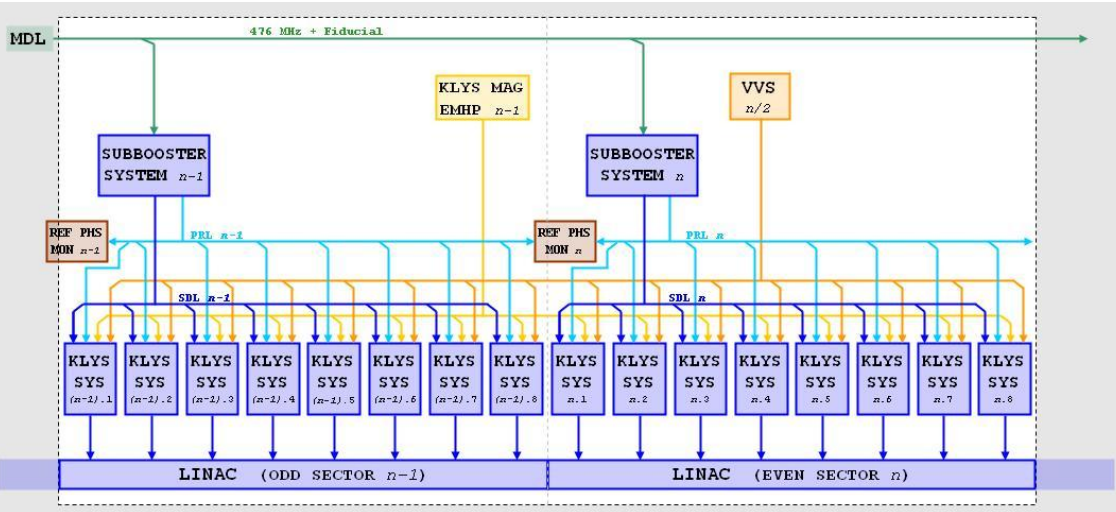 MDL
476 MHz + Fiducial
KLYS MAG
EMHP n-1
VVS
n/2
SUBBOOSTER
SYSTEM n-1
SUBBOOSTER
SYSTEM n
REF PHS
MON n-1
PRL n-1
REF PHS
MON n
PRL n
SDL n-1
SDL n
KLYS
SYS
(n-1).1
KLYS
SYS
(n-1).2
KLYS
SYS
(n-1).3
KLYS
SYS
(n-1).4
KLYS
SYS
(n-1).5
KLYS
SYS
(n-1).6
KLYS
SYS
(n-1).7
KLYS
SYS
(n-1).8
KLYS
SYS
n.1
KLYS
SYS
n.2
KLYS
SYS
n.3
KLYS
SYS
n.4
KLYS
SYS
n.5
KLYS
SYS
n.6
KLYS
SYS
n.7
KLYS
SYS
n.8
LINAC (ODD SECTOR n-1)
LINAC (EVEN SECTOR n)